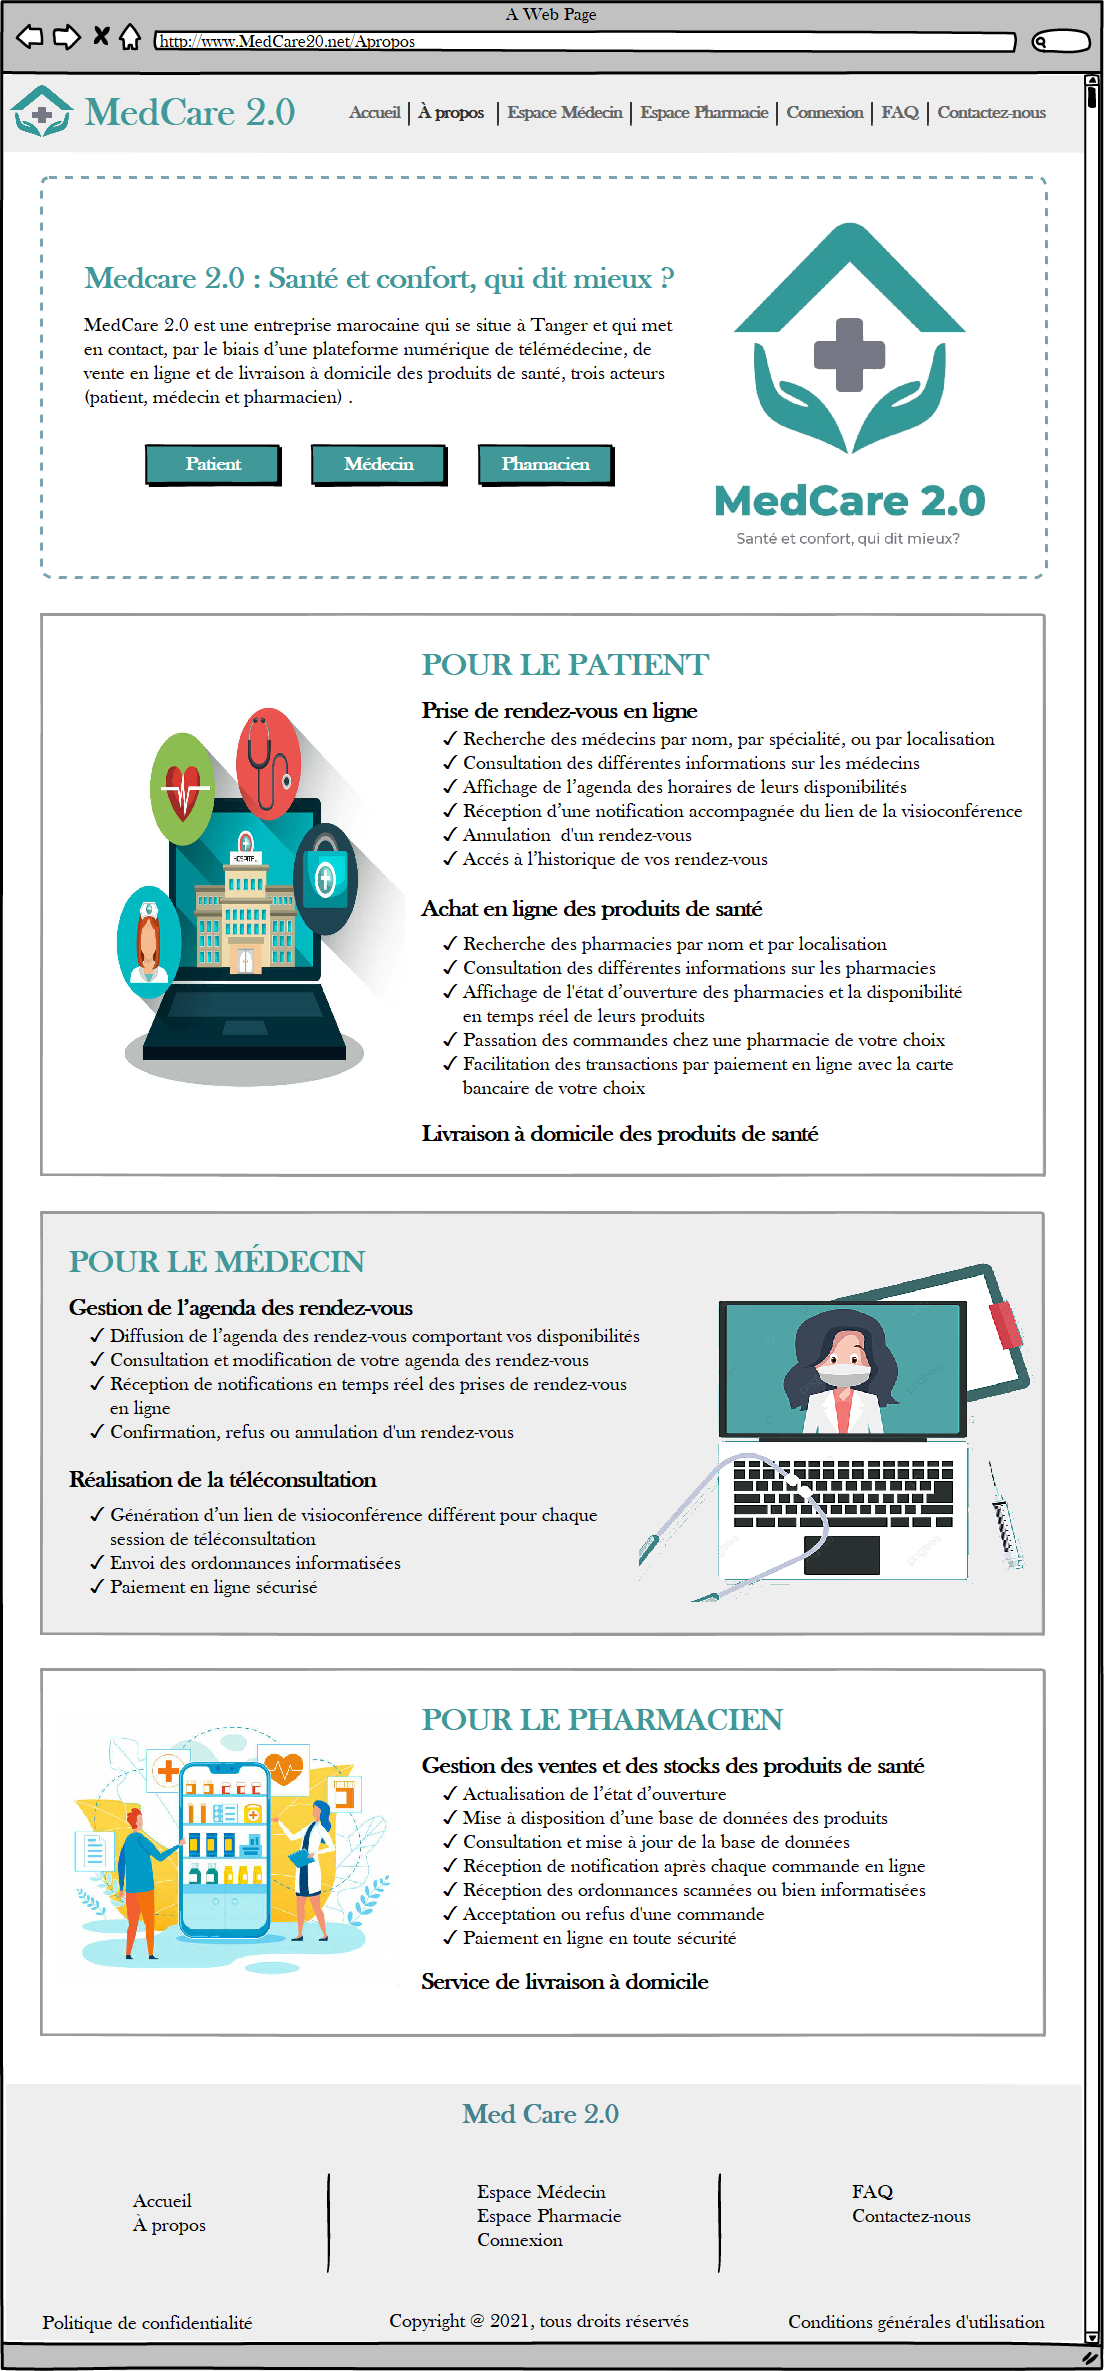 A Web Page
http://www.MedCare20.net/Apropos
MedCare 2.0
Accueil | À propos | Espace Médecin | Espace Pharmacie | Connexion | FAQ | Contactez-nous
Medcare 2.0 : Santé et confort, qui dit mieux ?
MedCare 2.0 est une entreprise marocaine qui se situe à Tanger et qui met
en contact, par le biais d’une plateforme numérique de télémédecine, de
vente en ligne et de livraison à domicile des produits de santé, trois acteurs
(patient, médecin et pharmacien) .
Patient
Médecin
Phamacien
MedCare 2.0
Santé et confort, qui dit mieux?
POUR LE PATIENT
Prise de rendez-vous en ligne
✓ Recherche des médecins par nom, par spécialité, ou par localisation
✓ Consultation des différentes informations sur les médecins
✓ Affichage de l’agenda des horaires de leurs disponibilités
✓ Réception d’une notification accompagnée du lien de la visioconférence
✓ Annulation d'un rendez-vous
✓ Accés à l’historique de vos rendez-vous
Achat en ligne des produits de santé
✓ Recherche des pharmacies par nom et par localisation
✓ Consultation des différentes informations sur les pharmacies
✓ Affichage de l'état d’ouverture des pharmacies et la disponibilité
en temps réel de leurs produits
✓ Passation des commandes chez une pharmacie de votre choix
✓ Facilitation des transactions par paiement en ligne avec la carte
bancaire de votre choix
Livraison à domicile des produits de santé
POUR LE MÉDECIN
Gestion de l’agenda des rendez-vous
✓ Diffusion de l’agenda des rendez-vous comportant vos disponibilités
✓ Consultation et modification de votre agenda des rendez-vous
✓ Réception de notifications en temps réel des prises de rendez-vous
en ligne
✓ Confirmation, refus ou annulation d'un rendez-vous
Réalisation de la téléconsultation
✓ Génération d’un lien de visioconférence différent pour chaque
session de téléconsultation
✓ Envoi des ordonnances informatisées
✓ Paiement en ligne sécurisé
POUR LE PHARMACIEN
Gestion des ventes et des stocks des produits de santé
✓ Actualisation de l’état d’ouverture
✓ Mise à disposition d’une base de données des produits
✓ Consultation et mise à jour de la base de données
✓ Réception de notification après chaque commande en ligne
✓ Réception des ordonnances scannées ou bien informatisées
✓ Acceptation ou refus d'une commande
✓ Paiement en ligne en toute sécurité
Service de livraison à domicile
Med Care 2.0
Accueil
À propos
Espace Médecin
Espace Pharmacie
Connexion
FAQ
Contactez-nous
Politique de confidentialité
Copyright @ 2021, tous droits réservés
Conditions générales d'utilisation